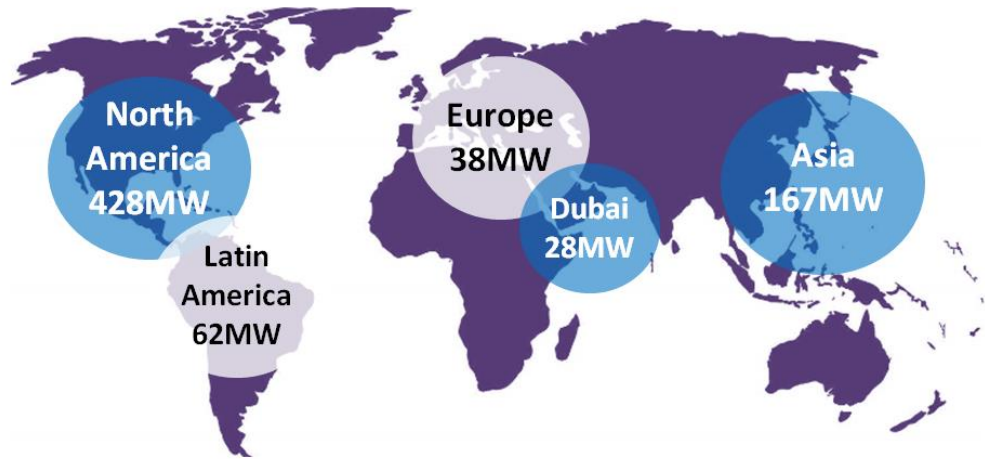 North
America
428MW
Latin
America
62MW
Europe
38MW
Dubai
28MW
Asia
167MW